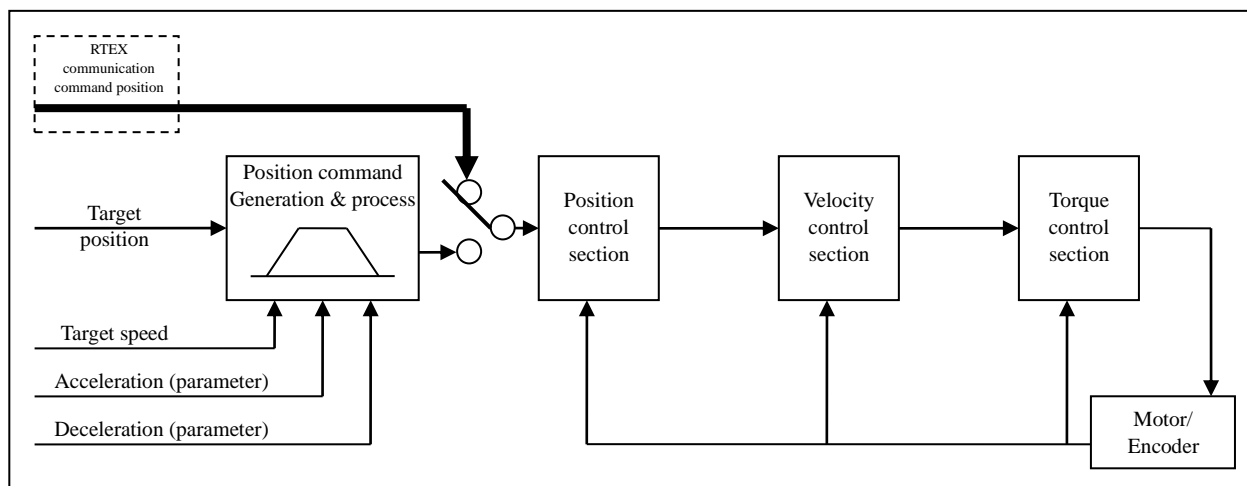 RTEX
communication
command position
Position command
Generation & process
Target
position
Position
control
section
Velocity
control
section
Torque
control
section
Target speed
Acceleration (parameter)
Deceleration (parameter)
Motor/
Encoder